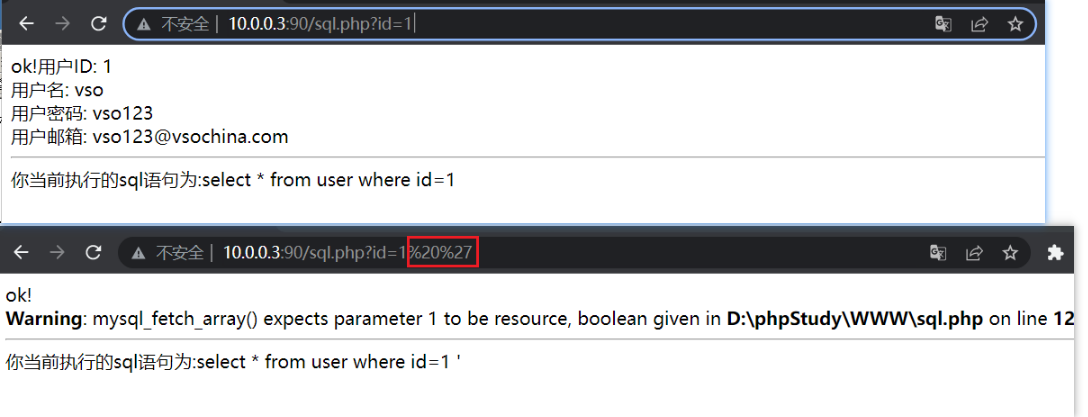 不安全 | 10.0.0.3:90/sql.php?id=1
ok!用户ID: 1
用户名: vso
用户密码: vso123
用户邮箱: vso123@vsochina.com
你当前执行的sql语句为:select * from user where id=1
不安全 | 10.0.0.3:90/sql.php?id=1%20%27
ok!
Warning: mysql_fetch_array() expects parameter 1 to be resource, boolean given in D:\phpStudy\WWW\sql.php on line 12
你当前执行的sql语句为:select * from user where id=1 '